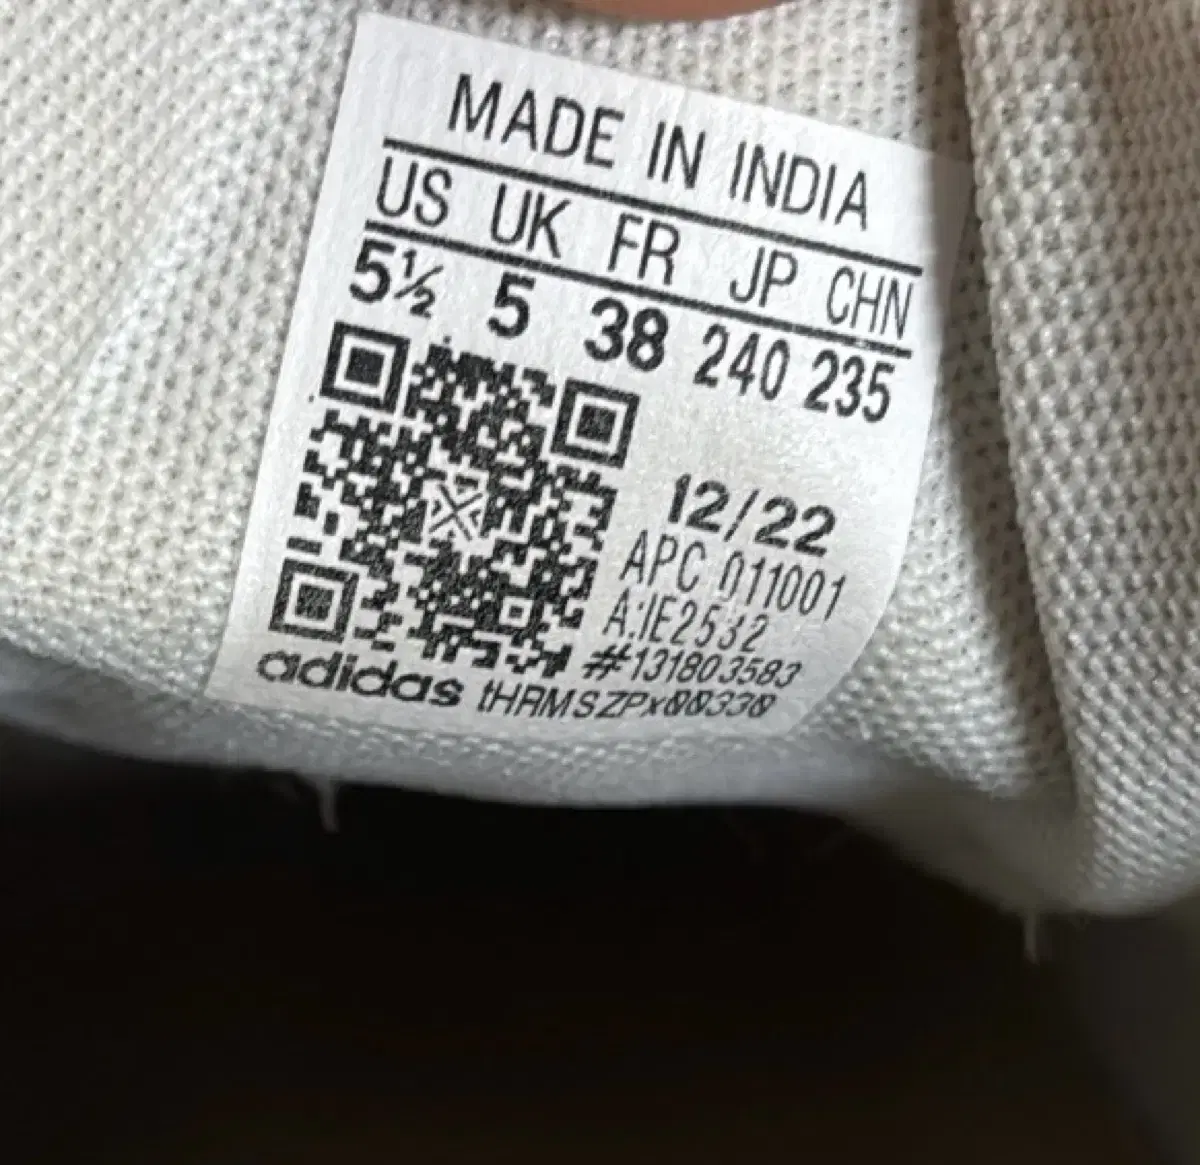 MADE IN INDIA
US UK FR JP CHN
5½ 5 38 240 235
12/22
APC 011001
A:IE2532
#131803583
adidas tHRMSZPx00330